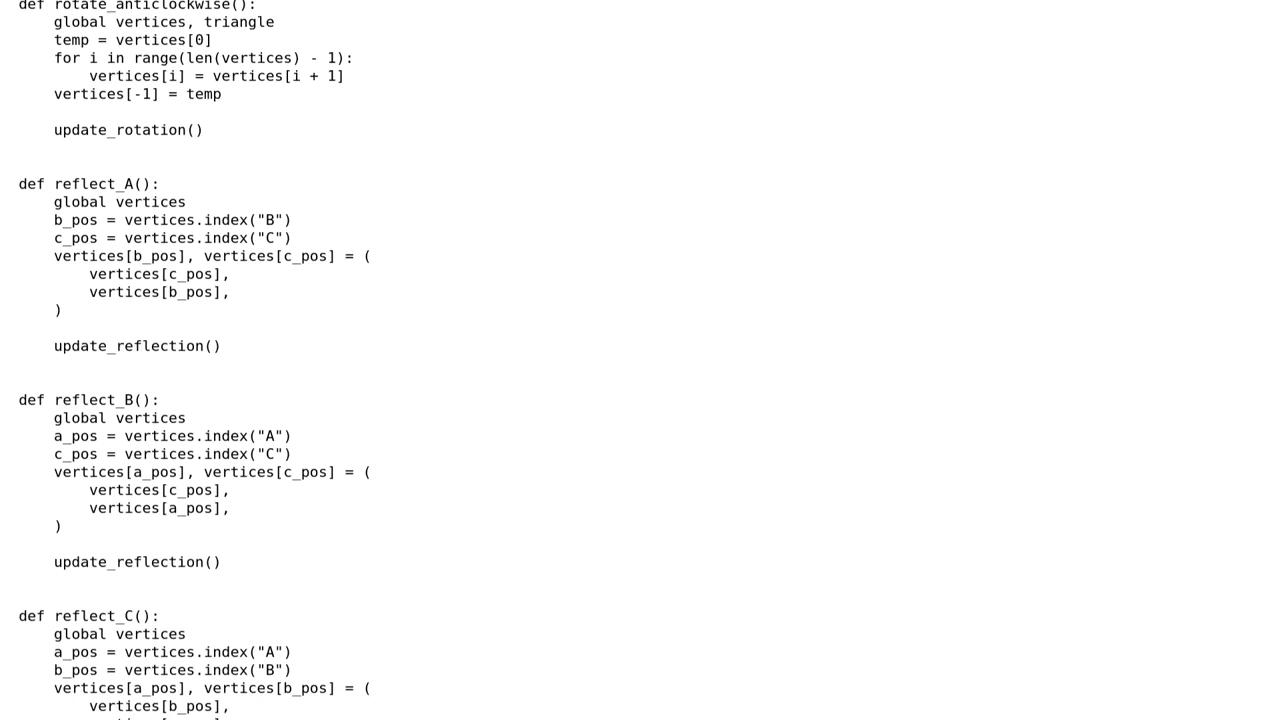 def rotate_anticlockwise():
    global vertices, triangle
    temp = vertices[0]
    for i in range(len(vertices) - 1):
        vertices[i] = vertices[i + 1]
    vertices[-1] = temp

    update_rotation()


def reflect_A():
    global vertices
    b_pos = vertices.index("B")
    c_pos = vertices.index("C")
    vertices[b_pos], vertices[c_pos] = (
        vertices[c_pos],
        vertices[b_pos],
    )

    update_reflection()


def reflect_B():
    global vertices
    a_pos = vertices.index("A")
    c_pos = vertices.index("C")
    vertices[a_pos], vertices[c_pos] = (
        vertices[c_pos],
        vertices[a_pos],
    )

    update_reflection()


def reflect_C():
    global vertices
    a_pos = vertices.index("A")
    b_pos = vertices.index("B")
    vertices[a_pos], vertices[b_pos] = (
        vertices[b_pos],